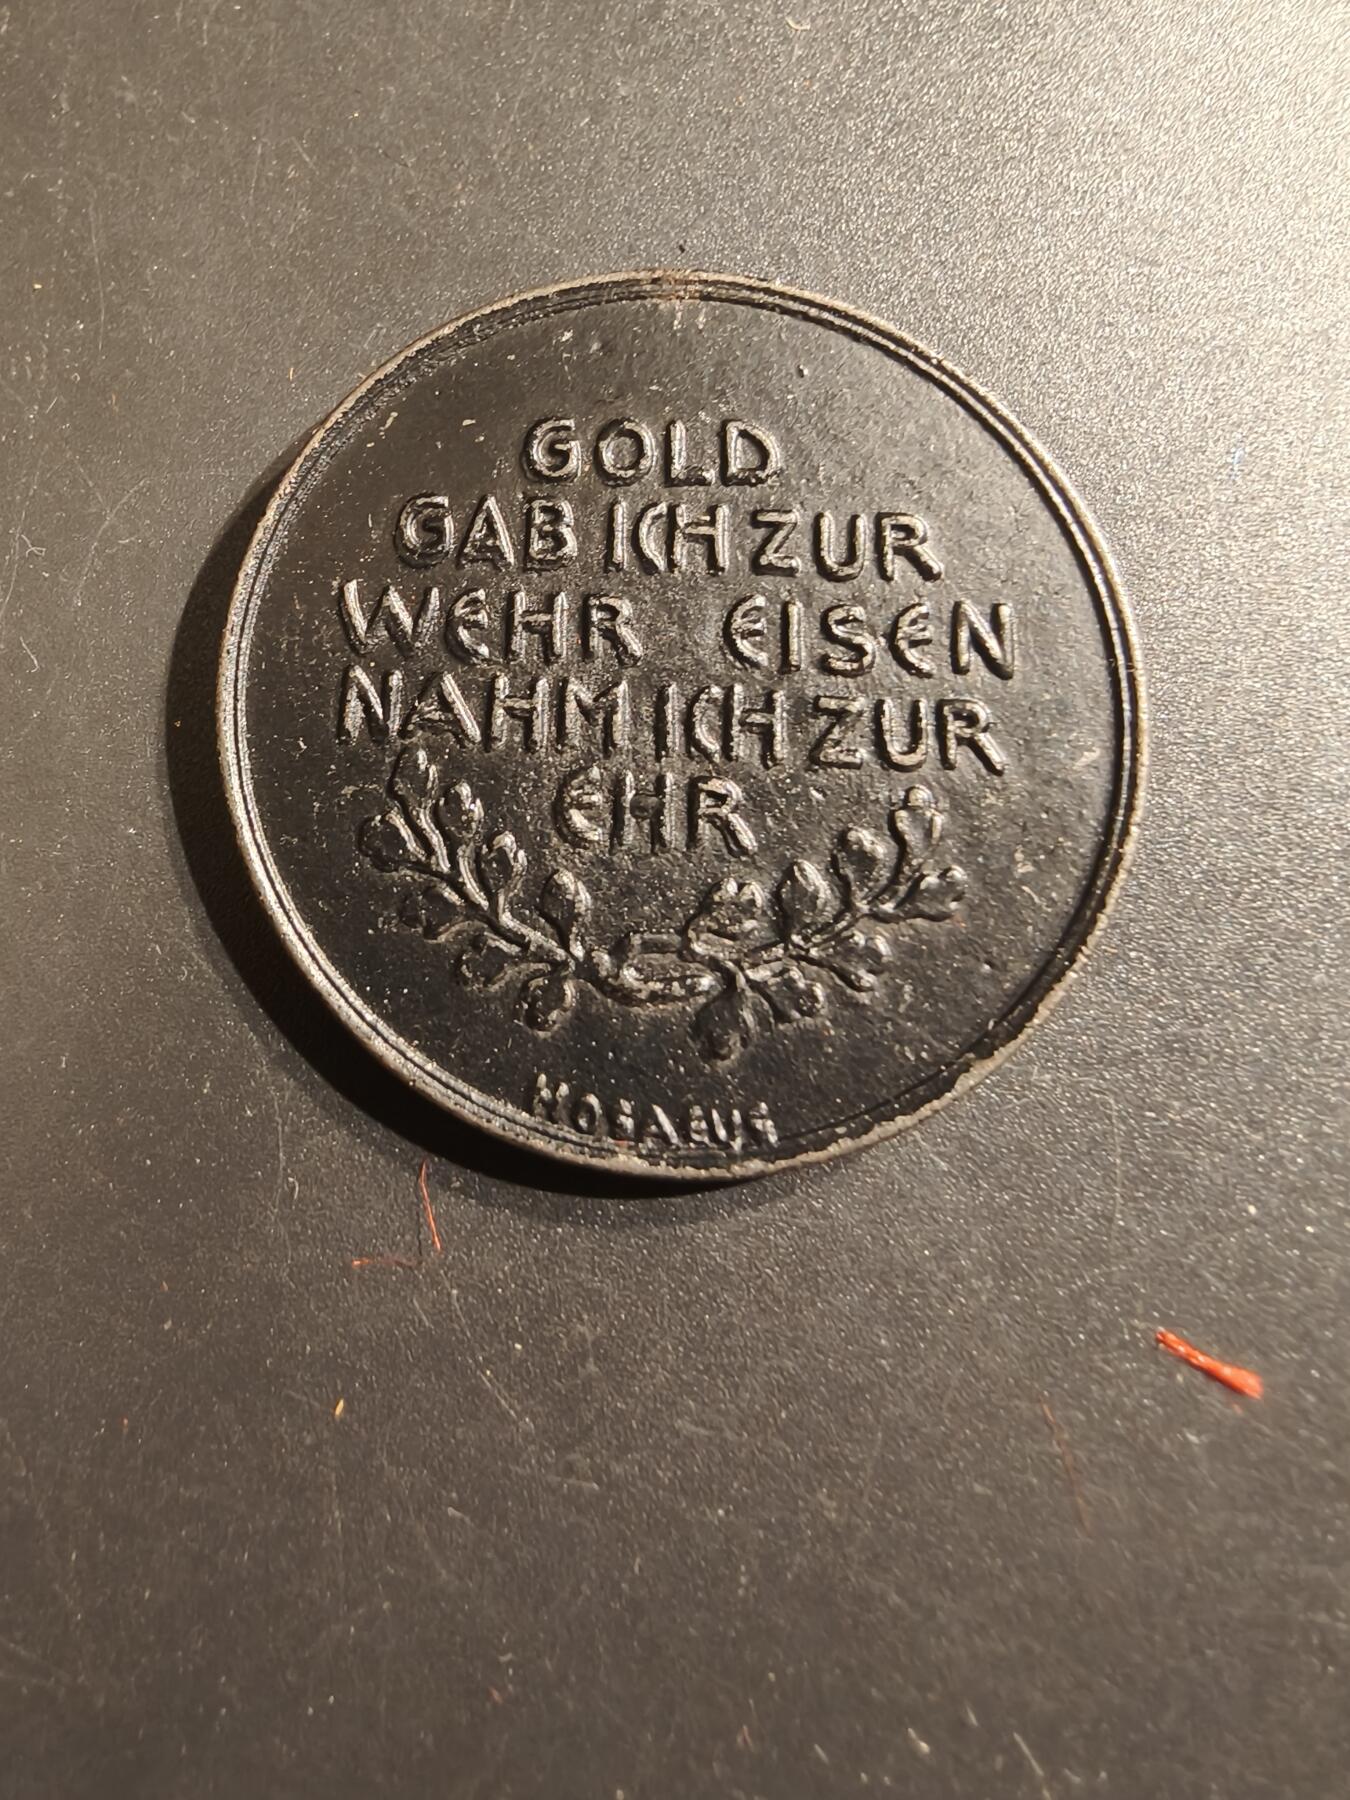 GOLD
GAB ICH ZUR
WEHR EISEN
NAHM ICH ZUR
EHR
HOSAEUS